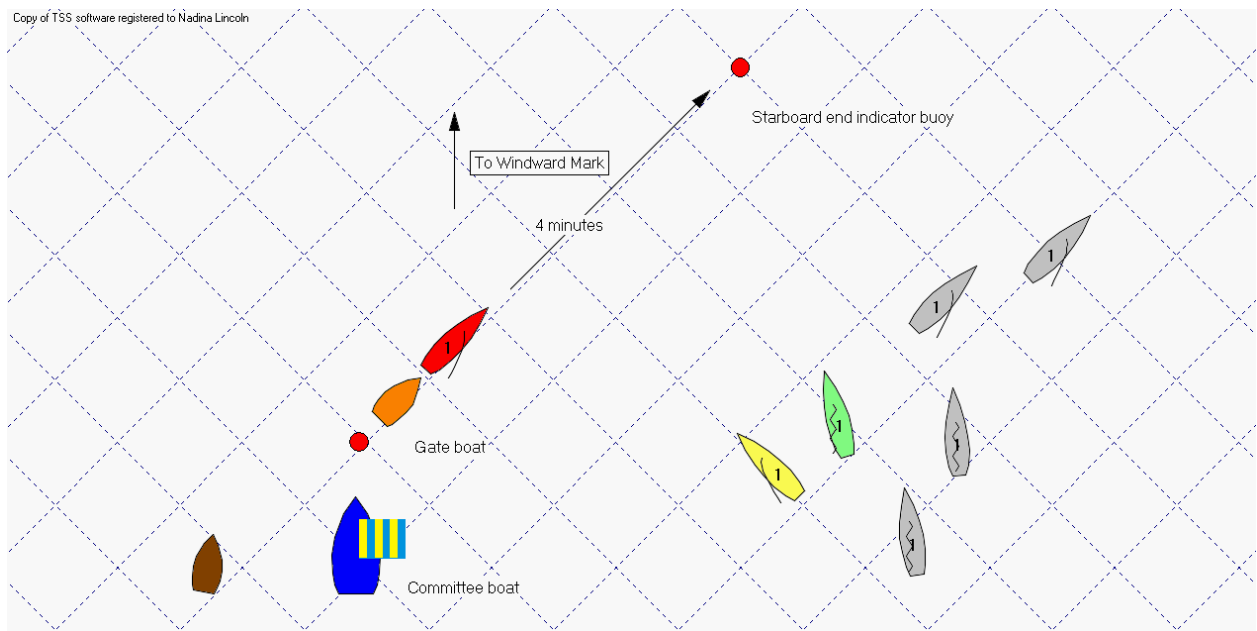 Copy of TSS software registered to Nadina Lincoln
Starboard end indicator buoy
To Windward Mark
4 minutes
1
1
1
1
Gate boat
1
1
1
1
Committee boat